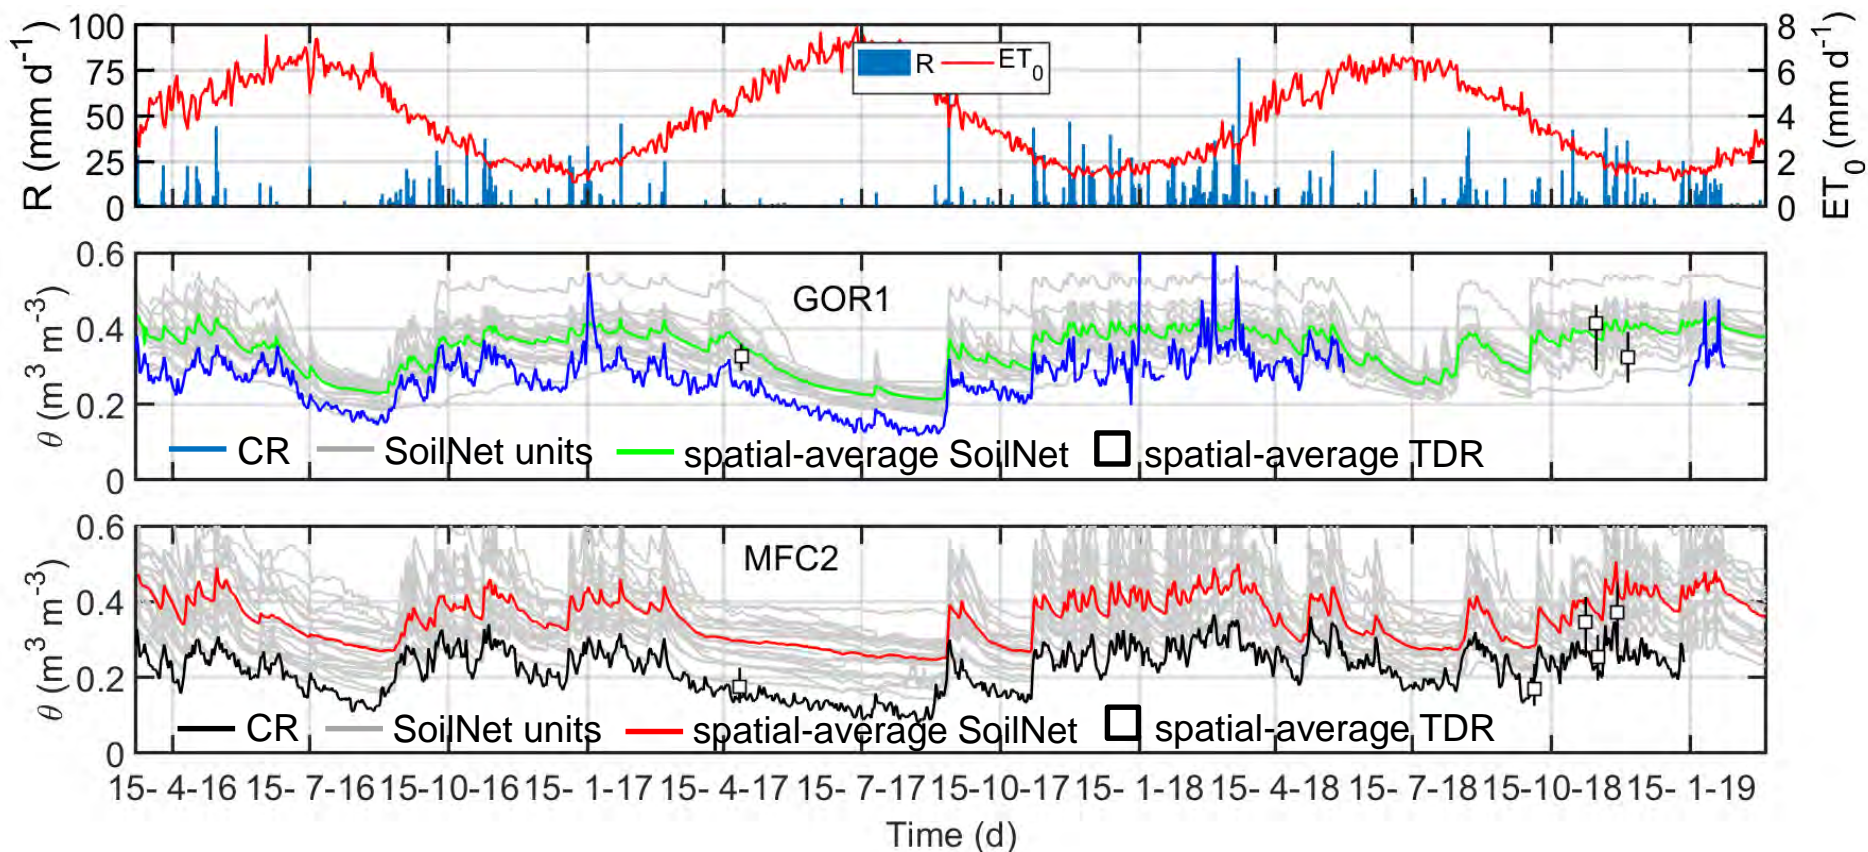 R (mm d⁻¹)
100
75
50
25
0
R ET₀
8
6
4
2
0
ET₀ (mm d⁻¹)
θ (m³ m⁻³)
0.6
0.4
0.2
0
GOR1
CR SoilNet units spatial-average SoilNet spatial-average TDR
θ (m³ m⁻³)
0.6
0.4
0.2
0
MFC2
CR SoilNet units spatial-average SoilNet spatial-average TDR
15- 4-16 15- 7-16 15-10-16 15- 1-17 15- 4-17 15- 7-17 15-10-17 15- 1-18 15- 4-18 15- 7-18 15-10-18 15- 1-19
Time (d)